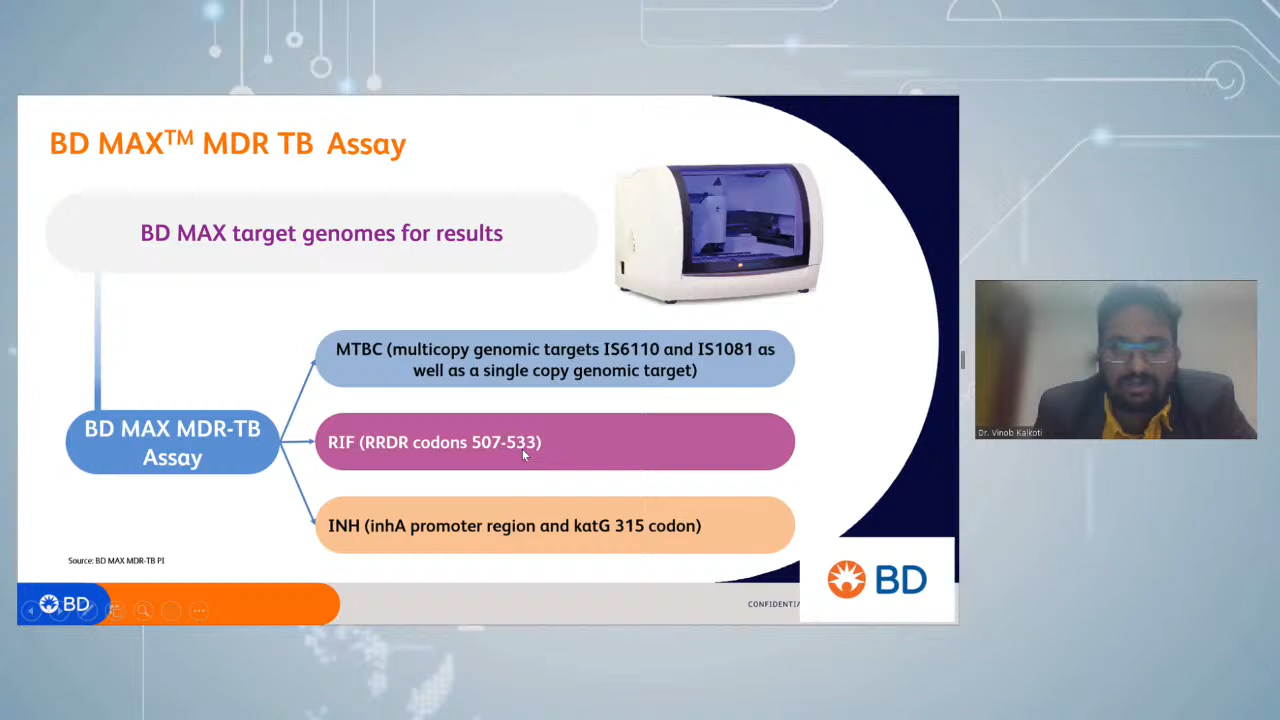 BD MAX™ MDR TB Assay
BD MAX target genomes for results
MTBC (multicopy genomic targets IS6110 and IS1081 as
well as a single copy genomic target)
BD MAX MDR-TB
Assay
RIF (RRDR codons 507-533)
INH (inhA promoter region and katG 315 codon)
Source: BD MAX MDR-TB PI
BD
CONFIDENTIA
BD
Dr. Vinob Kalkoti